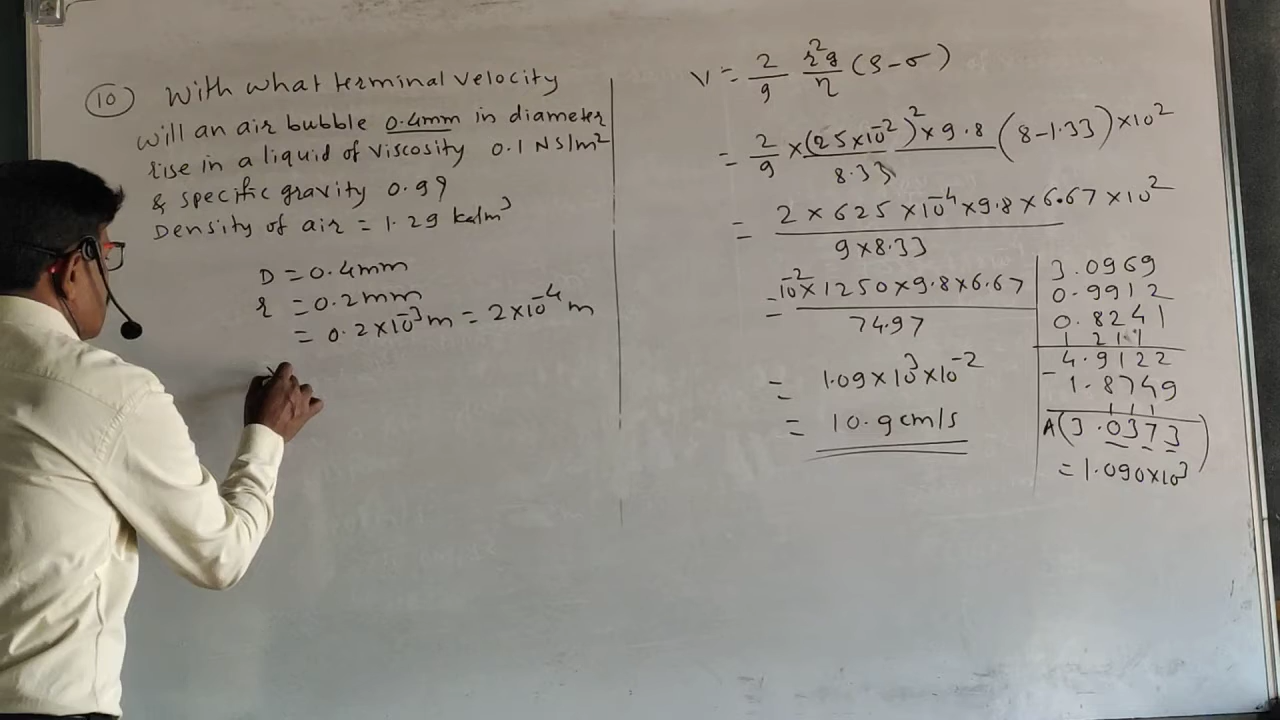 10 With what terminal velocity
will an air bubble 0.4mm in diameter
rise in a liquid of viscosity 0.1 NS/m²
& specific gravity 0.9?
Density of air = 1.29 kg/m³
D = 0.4mm
r = 0.2mm
= 0.2×10⁻³m = 2×10⁻⁴m
V = 2/9 r²g/η (ρ-σ)
= 2/9 × (25×10⁻²)²×9.8/8.33 (8-1.33)×10²
= 2×625×10⁻⁴×9.8×6.67×10²/9×8.33
= 10⁻²×1250×9.8×6.67/74.97
= 1.09×10³×10⁻²
= 10.9cm/s
3.0969
0.9912
0.8241
1 211
4.9122
- 1.8749
111
A(3.0373)
= 1.090×10³